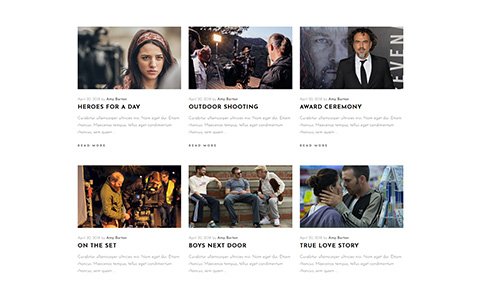 EVEN
April 20, 2018 by Amy Barton
HEROES FOR A DAY
Curabitur ullamcorper ultricies nisi. Nam eget dui. Etiam
rhoncus. Maecenas tempus, tellus eget condimentum
rhoncus, sem quam ...
READ MORE
April 20, 2018 by Amy Barton
OUTDOOR SHOOTING
Curabitur ullamcorper ultricies nisi. Nam eget dui. Etiam
rhoncus. Maecenas tempus, tellus eget condimentum
rhoncus, sem quam ...
READ MORE
April 20, 2018 by Amy Barton
AWARD CEREMONY
Curabitur ullamcorper ultricies nisi. Nam eget dui. Etiam
rhoncus. Maecenas tempus, tellus eget condimentum
rhoncus, sem quam ...
READ MORE
April 20, 2018 by Amy Barton
ON THE SET
Curabitur ullamcorper ultricies nisi. Nam eget dui. Etiam
rhoncus. Maecenas tempus, tellus eget condimentum
rhoncus, sem quam ...
April 20, 2018 by Amy Barton
BOYS NEXT DOOR
Curabitur ullamcorper ultricies nisi. Nam eget dui. Etiam
rhoncus. Maecenas tempus, tellus eget condimentum
rhoncus, sem quam ...
April 20, 2018 by Amy Barton
TRUE LOVE STORY
Curabitur ullamcorper ultricies nisi. Nam eget dui. Etiam
rhoncus. Maecenas tempus, tellus eget condimentum
rhoncus, sem quam ...